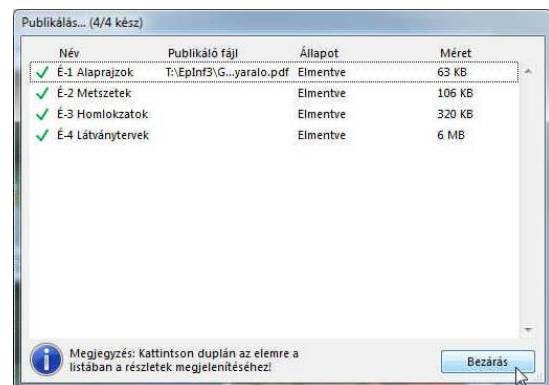 Publikálás... (4/4 kész)
Név Publikáló fájl Állapot Méret
É-1 Alaprajzok T:\EpInf3\G...yaralo.pdf Elmentve 63 KB
É-2 Metszetek Elmentve 106 KB
É-3 Homlokzatok Elmentve 320 KB
É-4 Látványtervek Elmentve 6 MB
Megjegyzés: Kattintson duplán az elemre a
listában a részletek megjelenítéséhez!
Bezárás